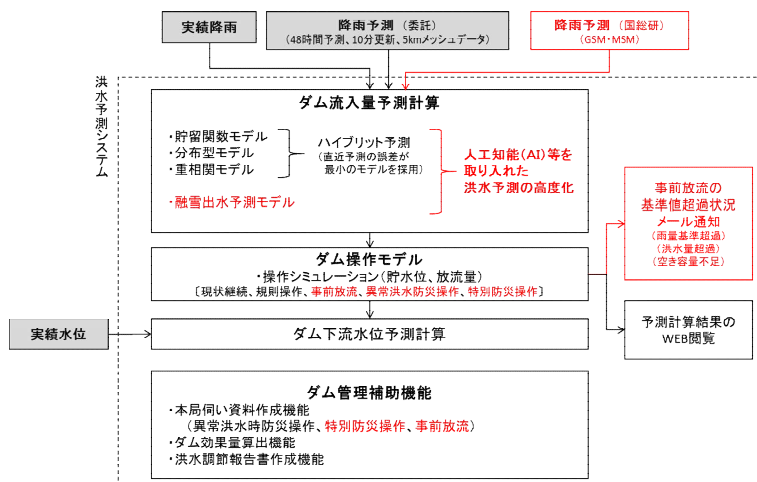 実績降雨
降雨予測（委託）
（48時間予測、10分更新、5kmメッシュデータ）
降雨予測（国総研）
（GSM・MSM）
洪水予測システム
ダム流入量予測計算
・貯留関数モデル
・分布型モデル
・重相関モデル
ハイブリット予測
（直近予測の誤差が
最小のモデルを採用）
・融雪出水予測モデル
人工知能（AI）等を
取り入れた
洪水予測の高度化
事前放流の
基準値超過状況
メール通知
（雨量基準超過）
（洪水量超過）
（空き容量不足）
ダム操作モデル
・操作シミュレーション（貯水位、放流量）
〔現状継続、規則操作、事前放流、異常洪水防災操作、特別防災操作〕
実績水位
ダム下流水位予測計算
予測計算結果の
WEB閲覧
ダム管理補助機能
・本局伺い資料作成機能
（異常洪水時防災操作、特別防災操作、事前放流）
・ダム効果量算出機能
・洪水調節報告書作成機能